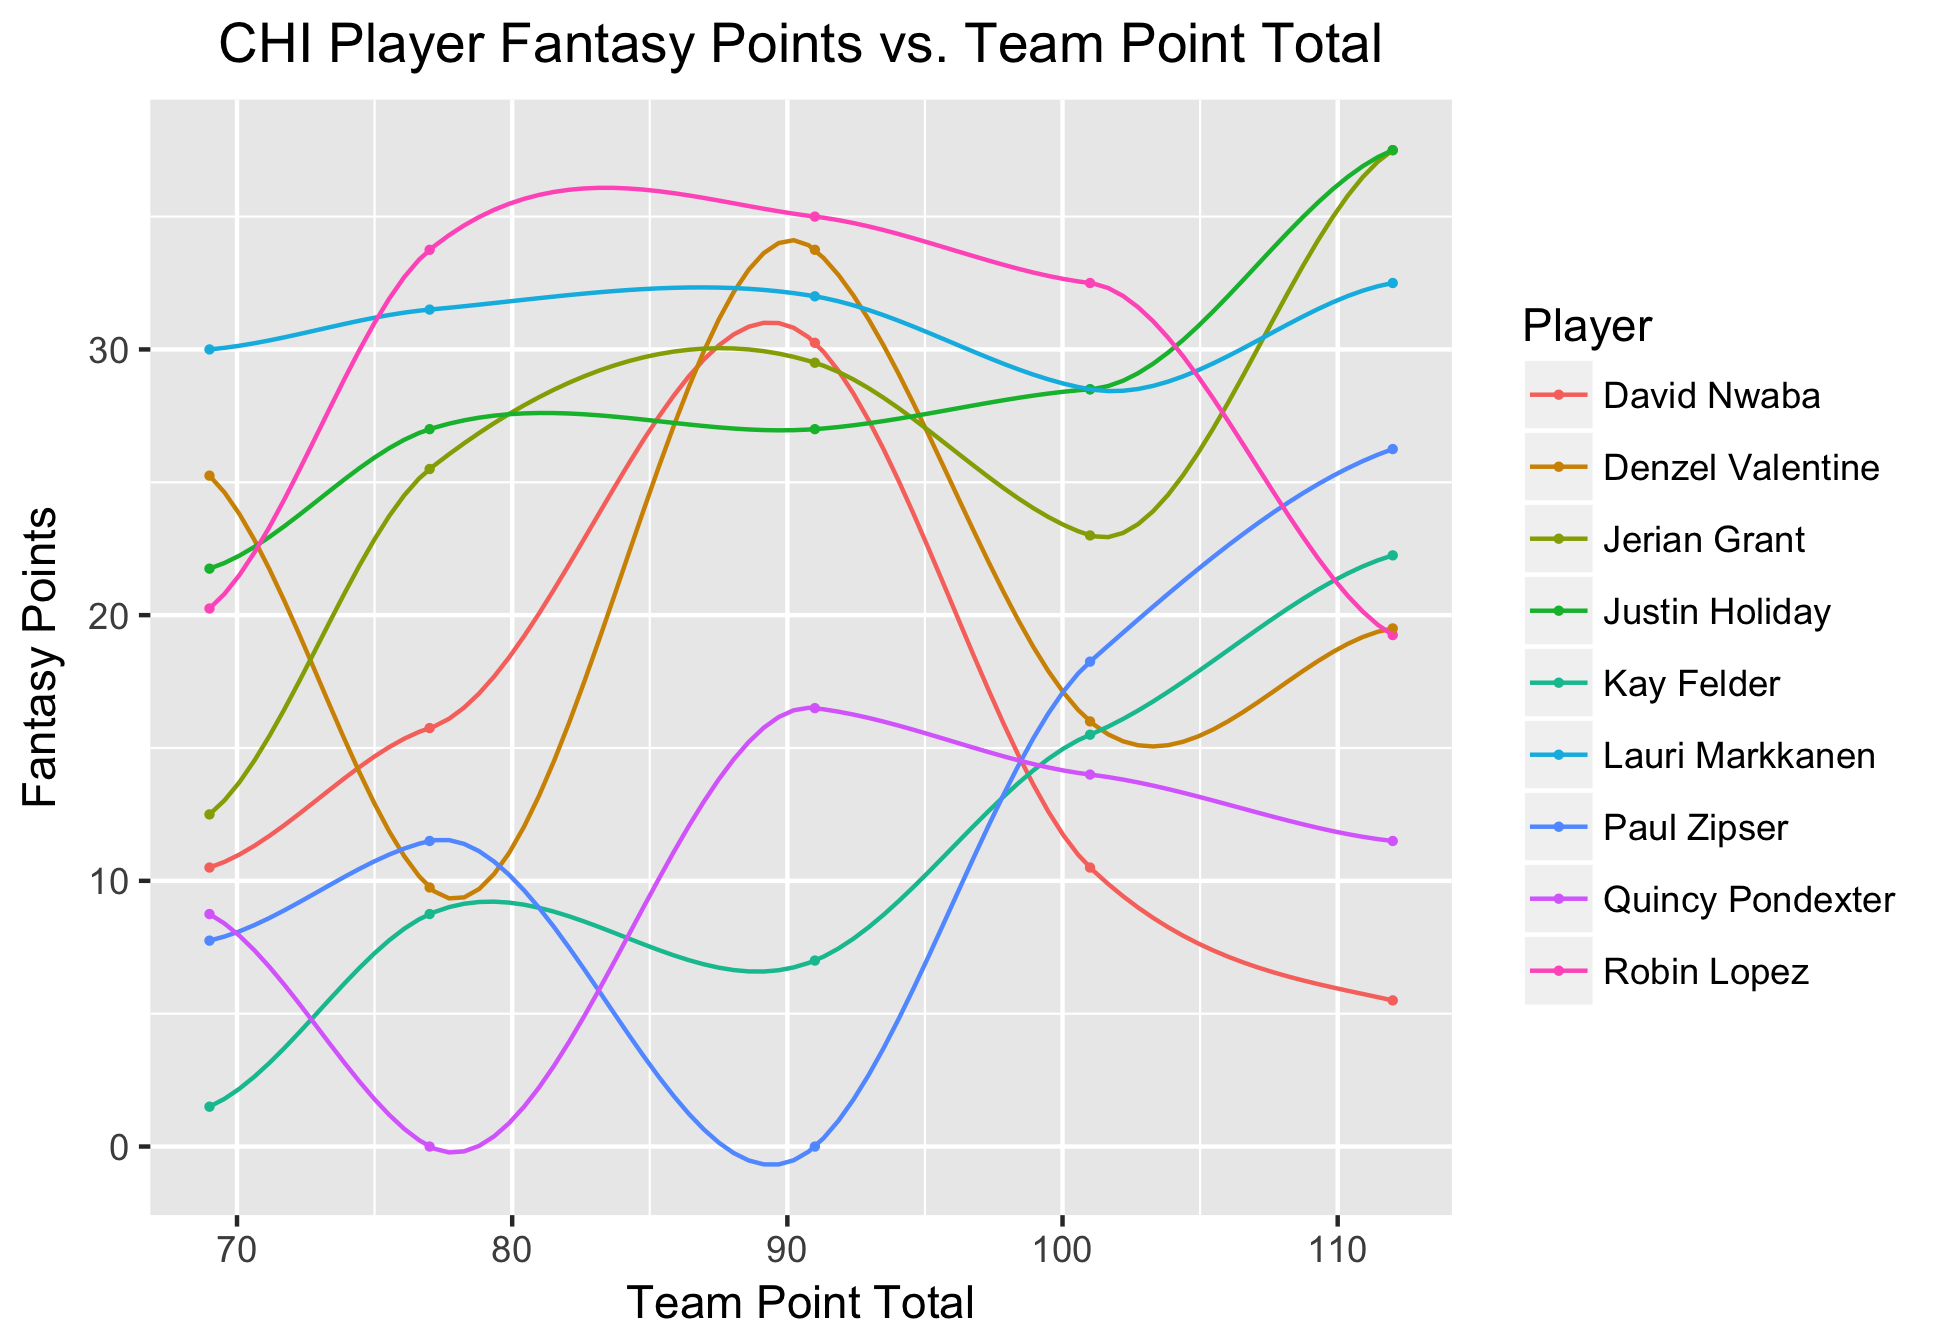 CHI Player Fantasy Points vs. Team Point Total
Fantasy Points
30
20
10
0
70 80 90 100 110
Team Point Total
Player
David Nwaba
Denzel Valentine
Jerian Grant
Justin Holiday
Kay Felder
Lauri Markkanen
Paul Zipser
Quincy Pondexter
Robin Lopez